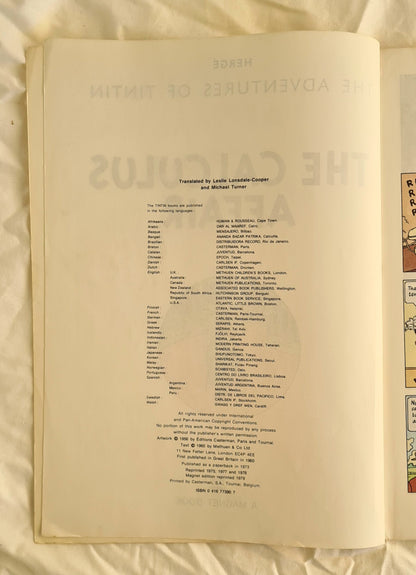 HERGÉ
THE ADVENTURES OF TINTIN
THE CALCULUS
AFFAIR
Translated by Leslie Lonsdale-Cooper
and Michael Turner
The TINTIN books are published
in the following languages:
Afrikaans : HUMAN & ROUSSEAU, Cape Town.
Arabic : DAR AL MAAREF, Cairo.
Basque : MENSAJERO, Bilbao.
Bengali : ANANDA BAZAR PATRIKA, Calcutta.
Brazilian : DISTRIBUIDORA RECORD, Rio de Janeiro.
Breton : CASTERMAN, Paris.
Catalan : JUVENTUD, Barcelona.
Chinese : EPOCH, Taipei.
Danish : CARLSEN IF, Copenhagen.
Dutch : CASTERMAN, Dronten.
English : U.K. : METHUEN CHILDREN'S BOOKS, London.
Australia : METHUEN OF AUSTRALIA, Sydney.
Canada : METHUEN PUBLICATIONS, Toronto.
New Zealand : ASSOCIATED BOOK PUBLISHERS, Wellington.
Republic of South Africa : HUTCHINSON GROUP, Bergvlei.
Singapore : EASTERN BOOK SERVICE, Singapore.
U.S.A. : ATLANTIC, LITTLE BROWN, Boston.
Finnish : OTAVA, Helsinki.
French : CASTERMAN, Paris-Tournai.
German : CARLSEN, Reinbek-Hamburg.
Greek : SERAPIS, Athens.
Hebrew : MIZRAH, Tel Aviv.
Icelandic : FJÖLVI, Reykjavik.
Indonesian : INDIRA, Jakarta.
Iranian : MODERN PRINTING HOUSE, Teheran.
Italian : GANDUS, Genoa.
Japanese : SHUFUNOTOMO, Tokyo.
Korean : UNIVERSAL PUBLICATIONS, Seoul.
Malay : SHARIKAT, Pulau Pinang.
Norwegian : SCHIBSTED, Oslo.
Portuguese : CENTRO DO LIVRO BRASILEIRO, Lisboa.
Spanish : JUVENTUD, Barcelona.
Argentina : JUVENTUD ARGENTINA, Buenos Aires.
Mexico : MARIN, Mexico.
Peru : DISTR. DE LIBROS DEL PACIFICO, Lima.
Swedish : CARLSEN IF, Stockholm.
Welsh : GWASG Y DREF WEN, Cardiff.
All rights reserved under International
and Pan-American Copyright Conventions
No portion of this work may be reproduced by any process
without the publisher's written permission
Artwork © 1956 by Editions Casterman, Paris and Tournai
Text © 1960 by Methuen & Co Ltd
11 New Fetter Lane, London EC4P 4EE
First published in Great Britain in 1960
Published as a paperback in 1973
Reprinted 1975, 1977 and 1978
Magnet edition reprinted 1979
Printed by Casterman, S.A., Tournai, Belgium.
ISBN 0 416 77390 7
A MAGNET BOOK